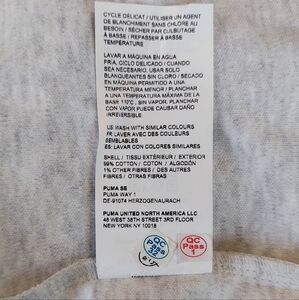 CYCLE DÉLICAT / UTILISER UN AGENT
DE BLANCHIMENT SANS CHLORE AU
BESOIN / SÉCHER PAR CULBUTAGE
À BASSE / REPASSER À BASSE
TEMPÉRATURE
LAVAR A MÁQUINA EN AGUA
FRÍA, CICLO DELICADO / CUANDO
SEA NECESARIO, USAR SOLO
BLANQUEANTES SIN CLORO / SECADO
EN MÁQUINA PERMITIDO A UNA
TEMPERATURA MENOR / PLANCHAR
A UNA TEMPERATURA MÁXIMA DE LA
BASE 110°C, SIN VAPOR. PLANCHAR
CON VAPOR PUEDE CAUSAR DAÑO
IRREVERSIBLE.
US WASH WITH SIMILAR COLOURS
FR LAVER AVEC DES COULEURS
SEMBLABLES
ES: LAVAR CON COLORES SIMILARES
SHELL / TISSU EXTÉRIEUR / EXTERIOR
99% COTTON / COTON / ALGODÓN
1% OTHER FIBRES / AUTRES
FIBRES / OTRAS FIBRAS
PUMA SE
PUMA WAY 1
DE-91074 HERZOGENAURACH
PUMA UNITED NORTH AMERICA LLC
48 WEST 38TH STREET 3RD FLOOR
NEW YORK NY 10018
QC
Pass
QC
Pass
1